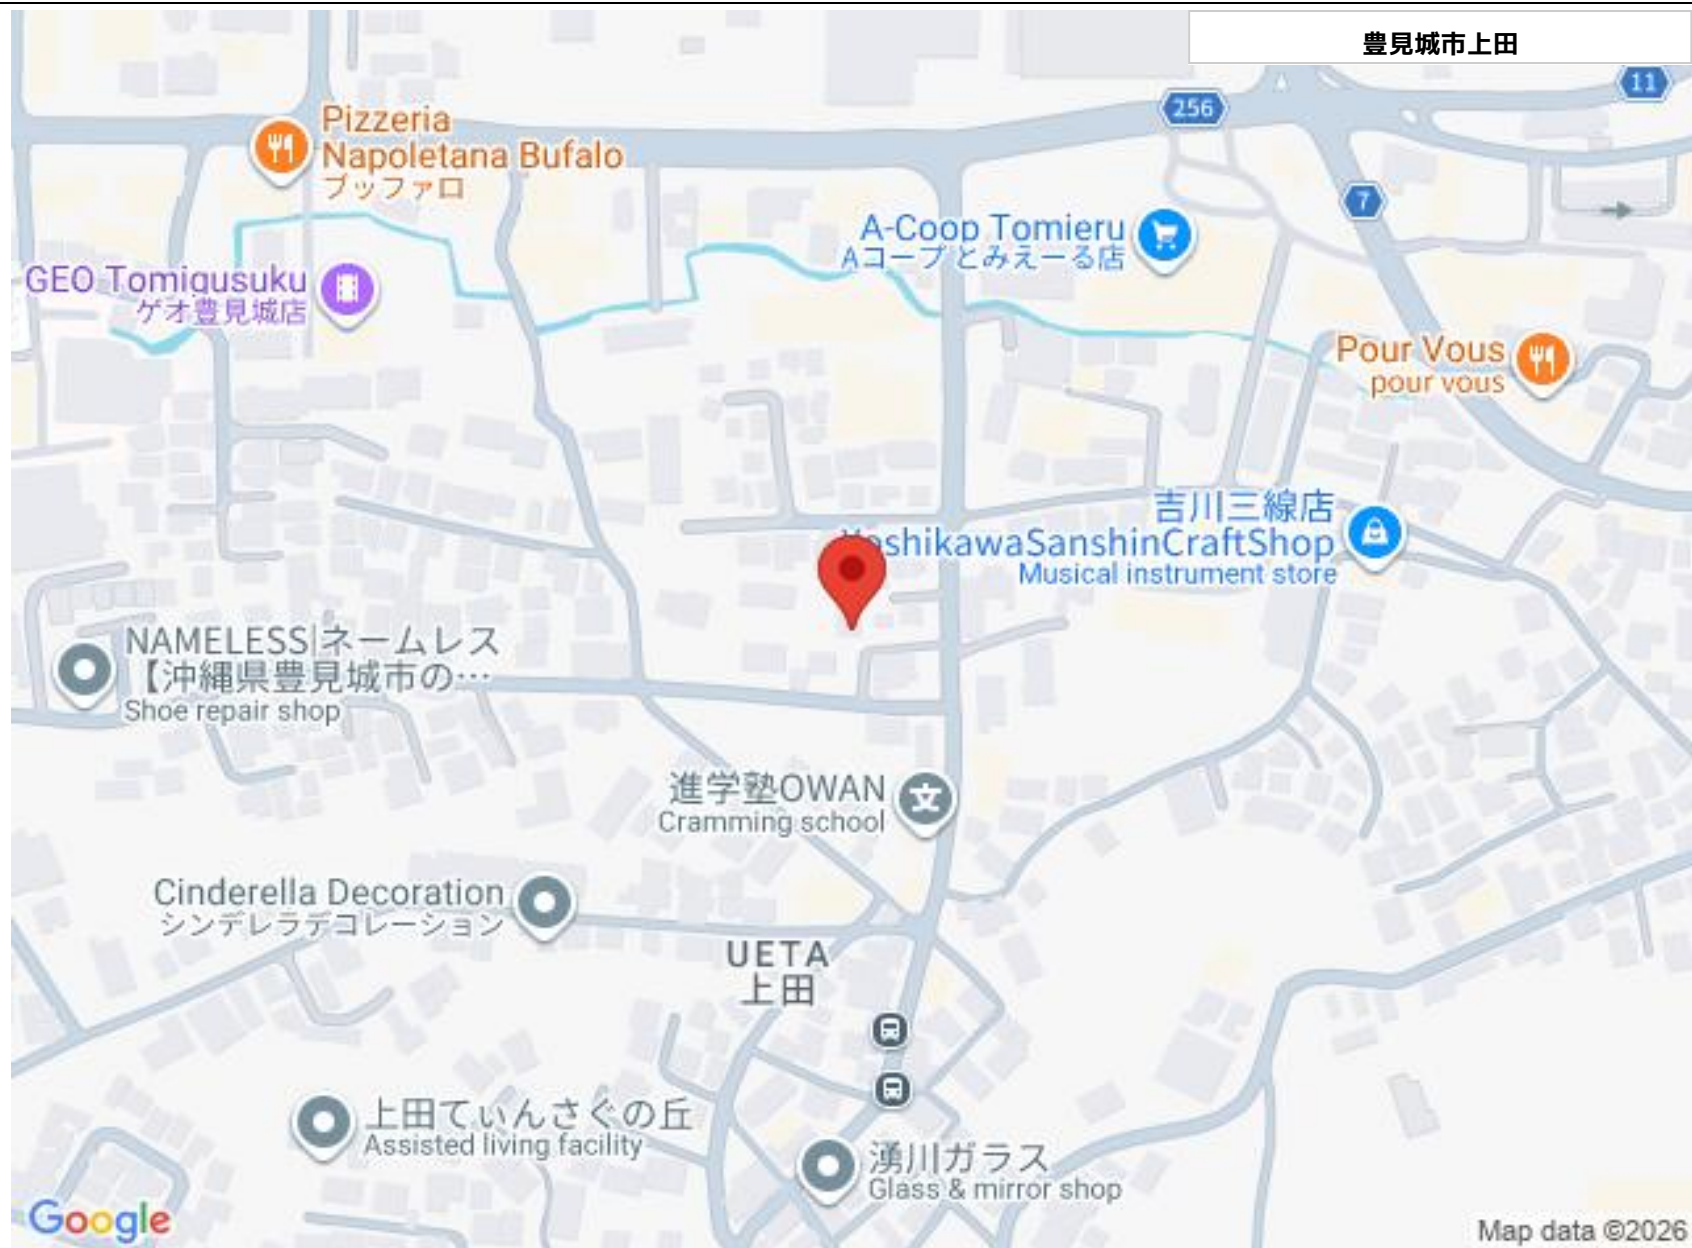 豊見城市上田
11
256
Pizzeria
Napoletana Bufalo
ブッファロ
7
A-Coop Tomieru
Aコープ とみえーる店
GEO Tomigusuku
ゲオ豊見城店
Pour Vous
pour vous
吉川三線店
YoshikawaSanshinCraftShop
Musical instrument store
NAMELESS|ネームレス
【沖縄県豊見城市の…
Shoe repair shop
進学塾OWAN
Cramming school
Cinderella Decoration
シンデレラデコレーション
UETA
上田
上田てぃんさぐの丘
Assisted living facility
湧川ガラス
Glass & mirror shop
Google
Map data ©2026